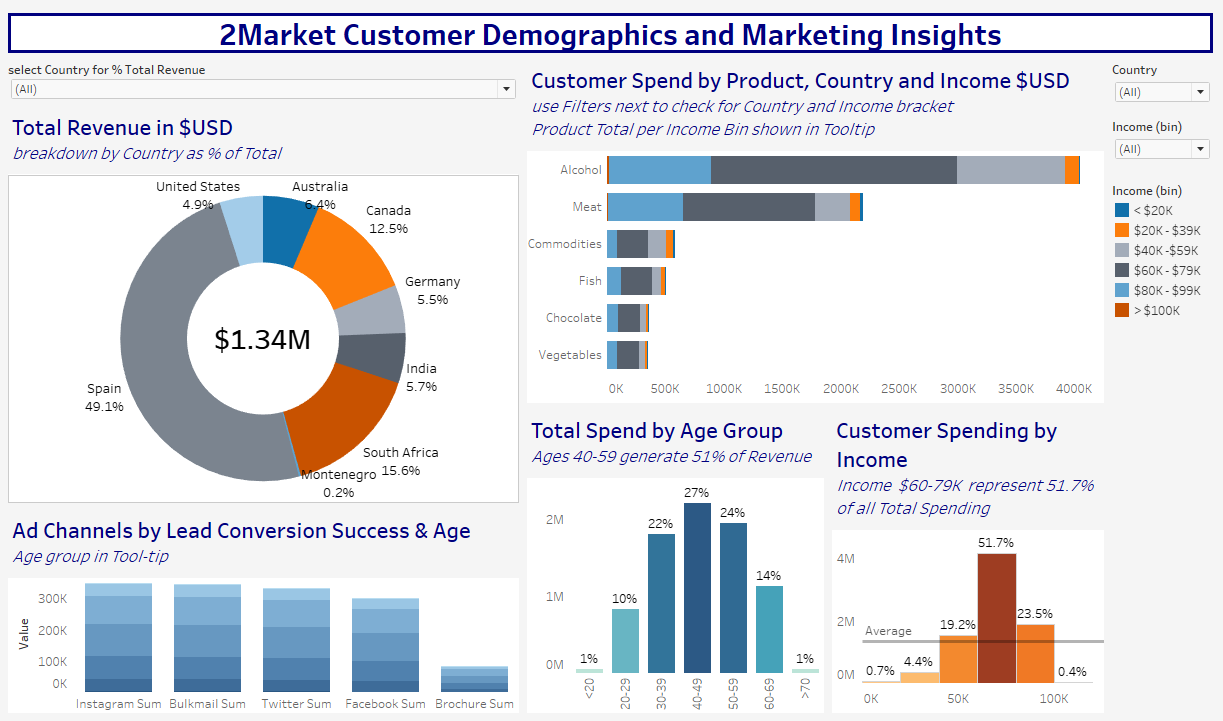 2Market Customer Demographics and Marketing Insights
select Country for % Total Revenue
(All)
Total Revenue in $USD
breakdown by Country as % of Total
United States
4.9%
Australia
6.4%
Canada
12.5%
Germany
5.5%
$1.34M
India
5.7%
Spain
49.1%
South Africa
15.6%
Montenegro
0.2%
Ad Channels by Lead Conversion Success & Age
Age group in Tool-tip
Value
300K
200K
100K
0K
Instagram Sum
Bulkmail Sum
Twitter Sum
Facebook Sum
Brochure Sum
Customer Spend by Product, Country and Income $USD
use Filters next to check for Country and Income bracket
Product Total per Income Bin shown in Tooltip
Alcohol
Meat
Commodities
Fish
Chocolate
Vegetables
0K
500K
1000K
1500K
2000K
2500K
3000K
3500K
4000K
Country
(All)
Income (bin)
(All)
Income (bin)
< $20K
$20K - $39K
$40K -$59K
$60K - $79K
$80K - $99K
> $100K
Total Spend by Age Group
Ages 40-59 generate 51% of Revenue
2M
1M
0M
1%
10%
22%
27%
24%
14%
1%
<20
20-29
30-39
40-49
50-59
60-69
>70
Customer Spending by
Income
Income $60-79K represent 51.7%
of all Total Spending
4M
2M
0M
Average
0.7%
4.4%
19.2%
51.7%
23.5%
0.4%
0K
50K
100K